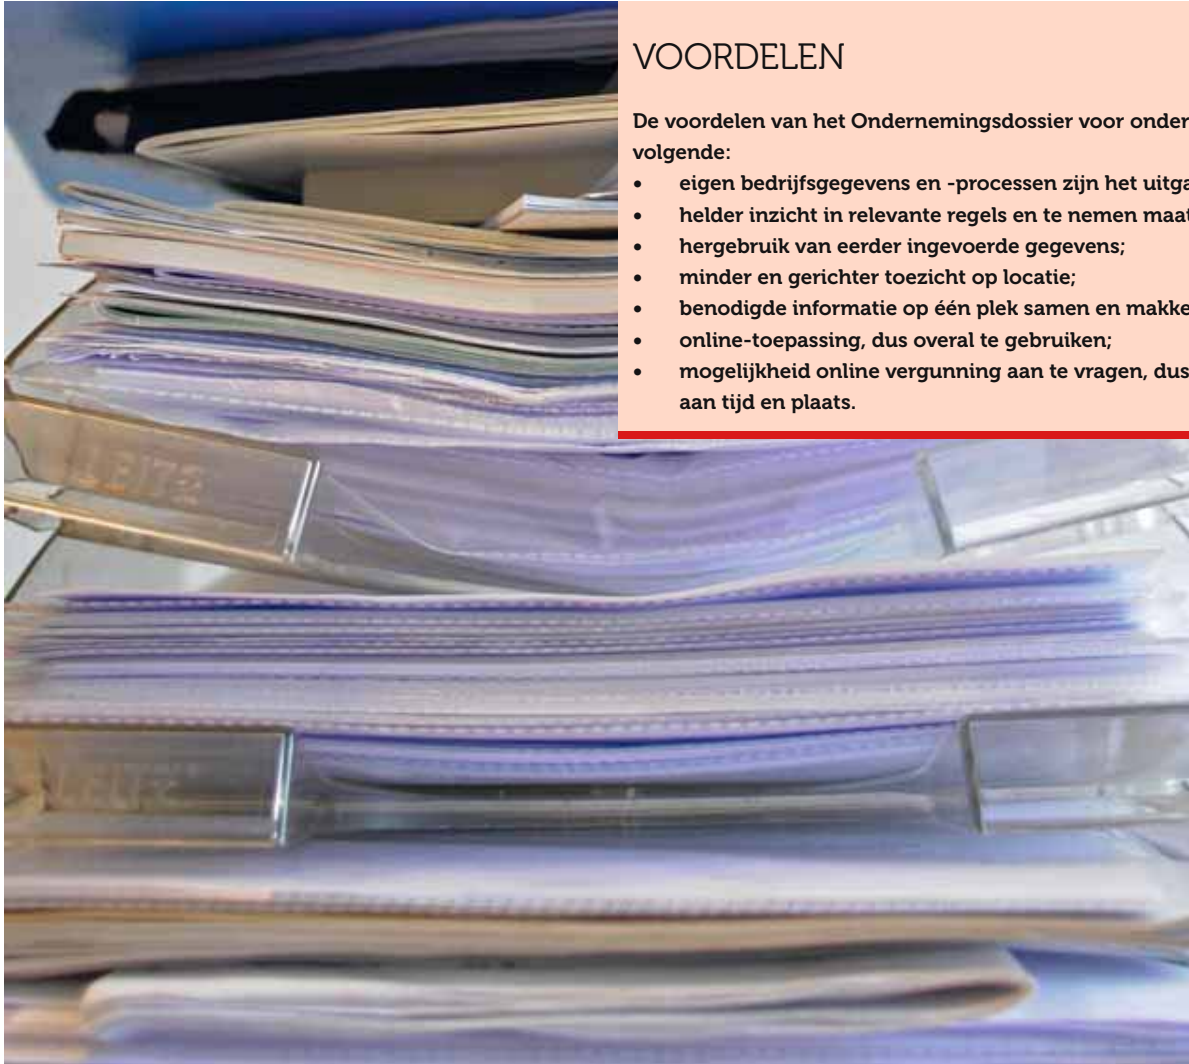 VOORDELEN
De voordelen van het Ondernemingsdossier voor onder
volgende:
• eigen bedrijfsgegevens en -processen zijn het uitga
• helder inzicht in relevante regels en te nemen maat
• hergebruik van eerder ingevoerde gegevens;
• minder en gerichter toezicht op locatie;
• benodigde informatie op één plek samen en makke
• online-toepassing, dus overal te gebruiken;
• mogelijkheid online vergunning aan te vragen, dus
aan tijd en plaats.
LEITZ
LEITZ